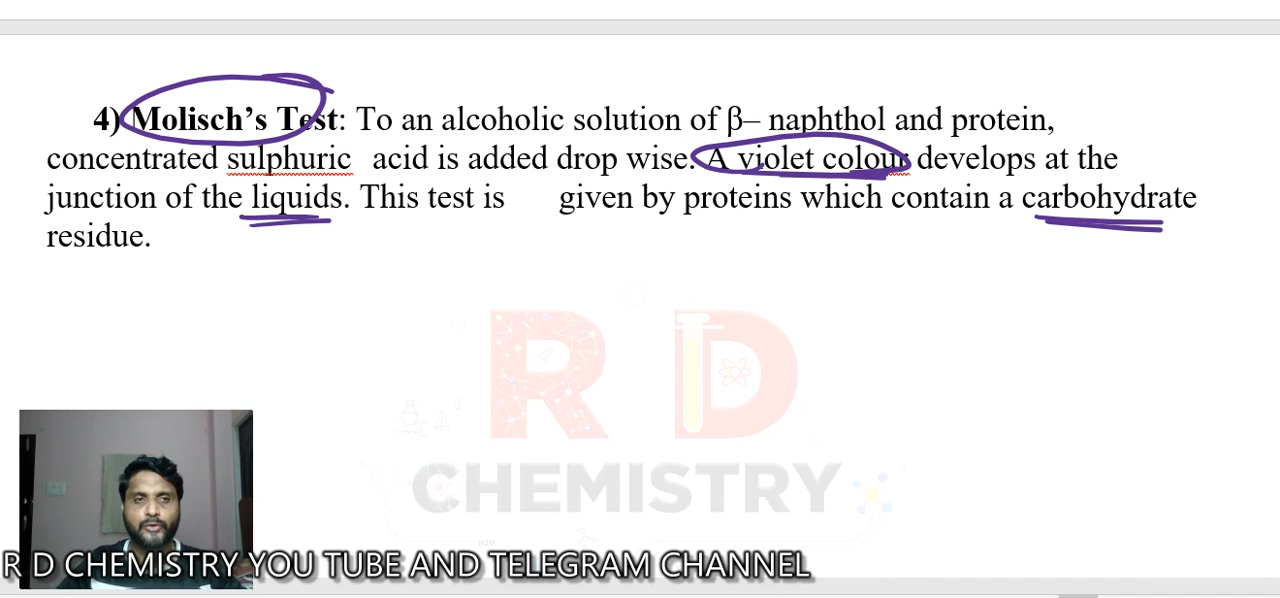 4) Molisch’s Test: To an alcoholic solution of β– naphthol and protein,
concentrated sulphuric acid is added drop wise. A violet colour develops at the
junction of the liquids. This test is given by proteins which contain a carbohydrate
residue.
R D
CHEMISTRY
R D CHEMISTRY YOU TUBE AND TELEGRAM CHANNEL